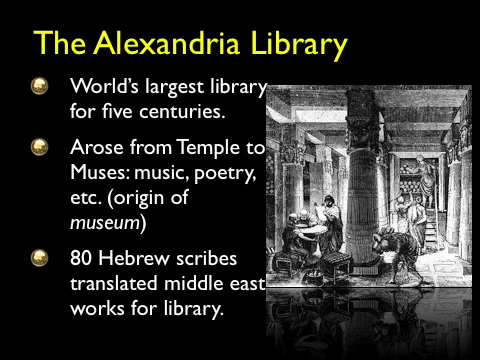 The Alexandria Library
World's largest library
for five centuries.
Arose from Temple to
Muses: music, poetry,
etc. (origin of
museum)
80 Hebrew scribes
translated middle east
works for library.